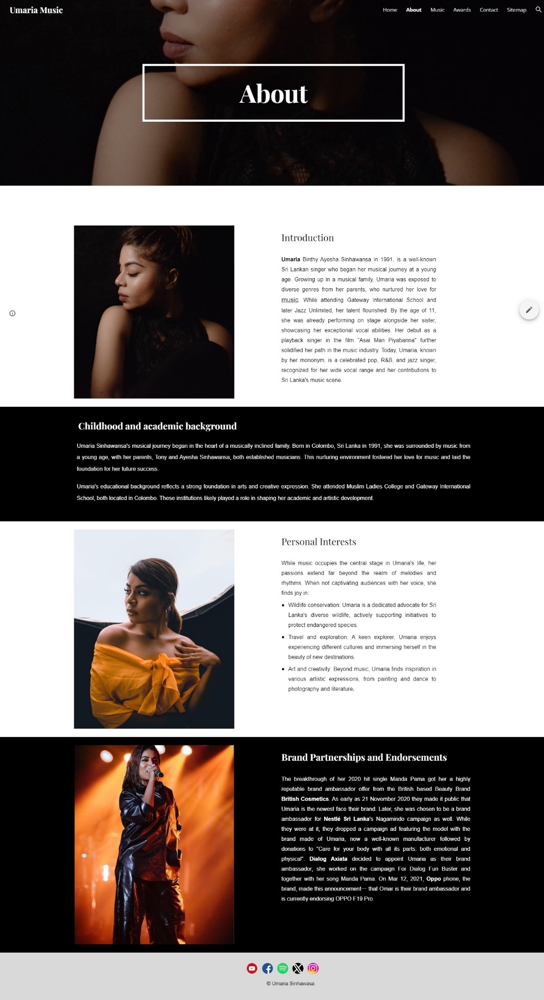 Umaria Music
Home About Music Awards Contact Sitemap
About
Introduction
Umaria Binthy Ayesha Sinhawansa in 1991, is a well-known
Sri Lankan singer who began her musical journey at a young
age. Growing up in a musical family, Umaria was exposed to
diverse genres from her parents, who nurtured her love for
music. While attending Gateway International School and
later Jazz Unlimited, her talent flourished. By the age of 11,
she was already performing on stage alongside her sister,
showcasing her exceptional vocal abilities. Her debut as a
playback singer in the film "Asai Man Piyabanna" further
solidified her path in the music industry. Today, Umaria, known
by her mononym, is a celebrated pop, R&B, and jazz singer,
recognized for her wide vocal range and her contributions to
Sri Lanka's music scene.
Childhood and academic background
Umaria Sinhawansa's musical journey began in the heart of a musically inclined family. Born in Colombo, Sri Lanka in 1991, she was surrounded by music from
a young age, with her parents, Tony and Ayesha Sinhawansa, both established musicians. This nurturing environment fostered her love for music and laid the
foundation for her future success.
Umaria's educational background reflects a strong foundation in arts and creative expression. She attended Muslim Ladies College and Gateway International
School, both located in Colombo. These institutions likely played a role in shaping her academic and artistic development.
Personal Interests
While music occupies the central stage in Umaria's life, her
passions extend far beyond the realm of melodies and
rhythms. When not captivating audiences with her voice, she
finds joy in:
▪ Wildlife conservation: Umaria is a dedicated advocate for Sri
Lanka's diverse wildlife, actively supporting initiatives to
protect endangered species.
▪ Travel and exploration: A keen explorer, Umaria enjoys
experiencing different cultures and immersing herself in the
beauty of new destinations.
▪ Art and creativity: Beyond music, Umaria finds inspiration in
various artistic expressions, from painting and dance to
photography and literature.
Brand Partnerships and Endorsements
The breakthrough of her 2020 hit single Manda Pama got her a highly
reputable brand ambassador offer from the British based Beauty Brand
British Cosmetics. As early as 21 November 2020 they made it public that
Umaria is the newest face their brand. Later, she was chosen to be a brand
ambassador for Nestlé Sri Lanka's Nagamindo campaign as well. While
they were at it, they dropped a campaign ad featuring the model with the
brand made of Umaria, now a well-known manufacturer followed by
donations to "Care for your body with all its parts: both emotional and
physical". Dialog Axiata decided to appoint Umaria as their brand
ambassador, she worked on the campaign For Dialog Fun Buster and
together with her song Manda Pama. On Mar 12, 2021, Oppo phone, the
brand, made this announcement— that Omar is their brand ambassador and
is currently endorsing OPPO F19 Pro.
© Umaria Sinhawasa